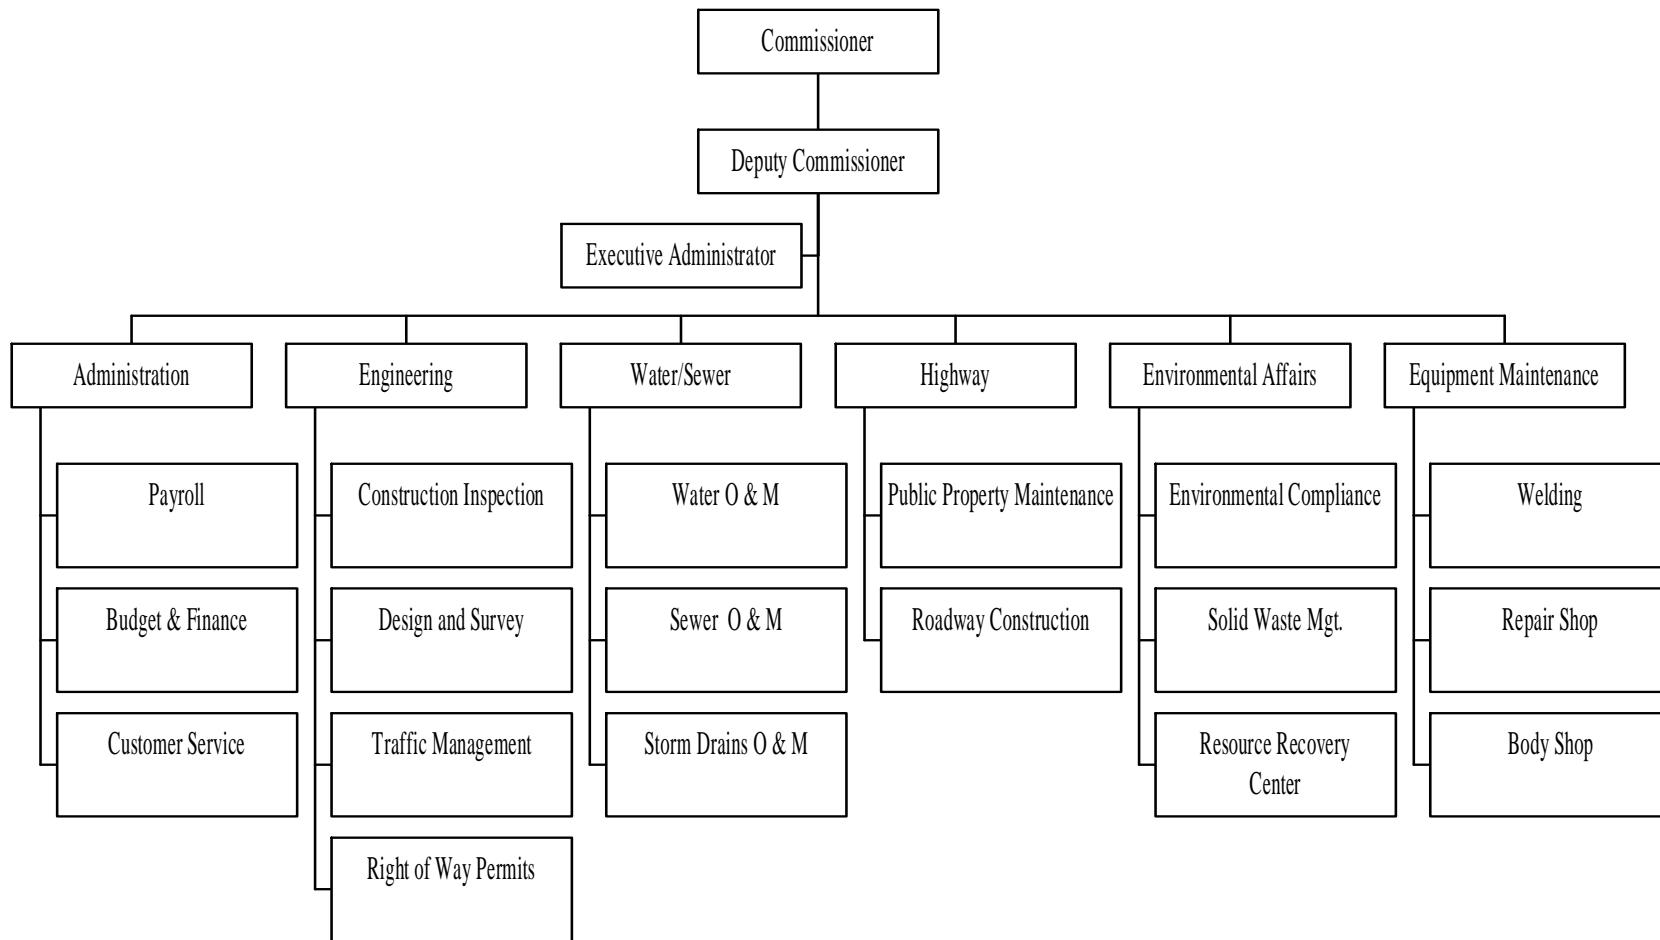 Commissioner
Deputy Commissioner
Executive Administrator
Administration
Payroll
Budget & Finance
Customer Service
Engineering
Construction Inspection
Design and Survey
Traffic Management
Right of Way Permits
Water/Sewer
Water O & M
Sewer  O & M
Storm Drains O & M
Highway
Public Property Maintenance
Roadway Construction
Environmental Affairs
Environmental Compliance
Solid Waste Mgt.
Resource Recovery
Center
Equipment Maintenance
Welding
Repair Shop
Body Shop